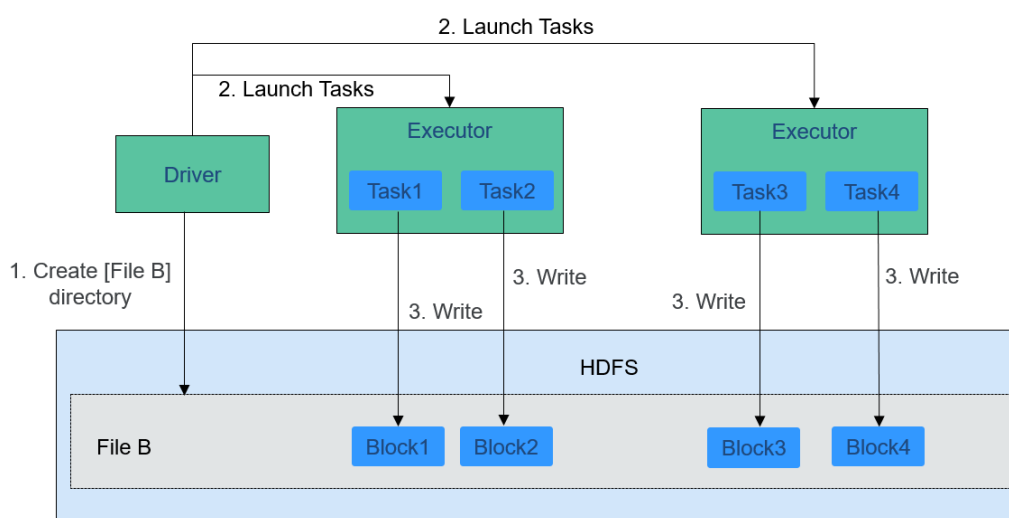 2. Launch Tasks
2. Launch Tasks
Executor
Executor
Driver
Task1
Task2
Task3
Task4
1. Create [File B]
directory
3. Write
3. Write
3. Write
3. Write
HDFS
File B
Block1
Block2
Block3
Block4